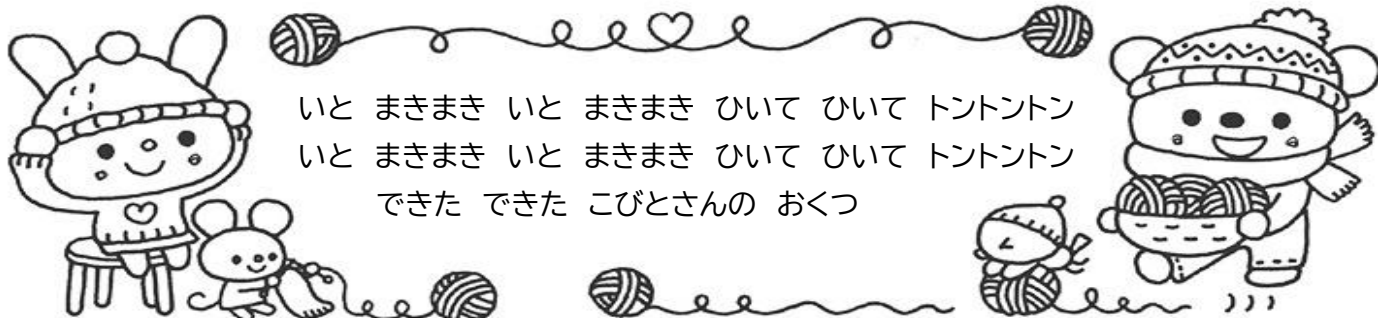 いと まきまき いと まきまき ひいて ひいて トントントン
いと まきまき いと まきまき ひいて ひいて トントントン
できた できた こびとさんの おくつ